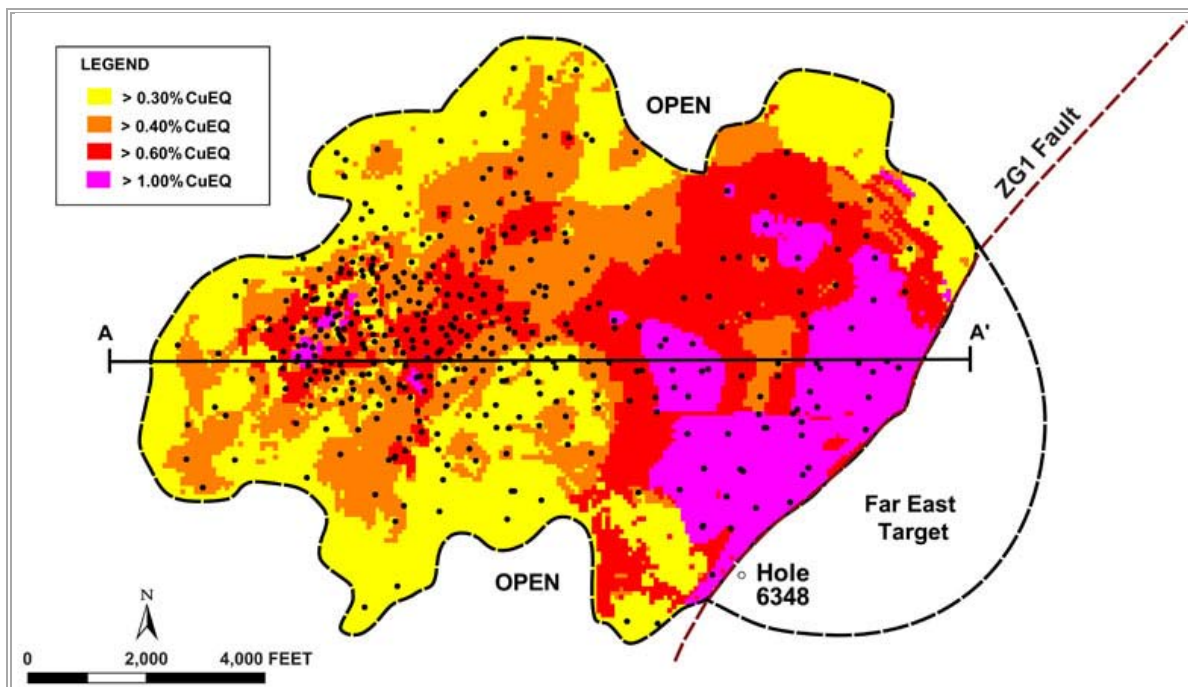 LEGEND
> 0.30%CuEQ
> 0.40%CuEQ
> 0.60%CuEQ
> 1.00%CuEQ
OPEN
ZG1 Fault
A
A'
Far East
Target
OPEN
Hole
6348
N
0 2,000 4,000 FEET